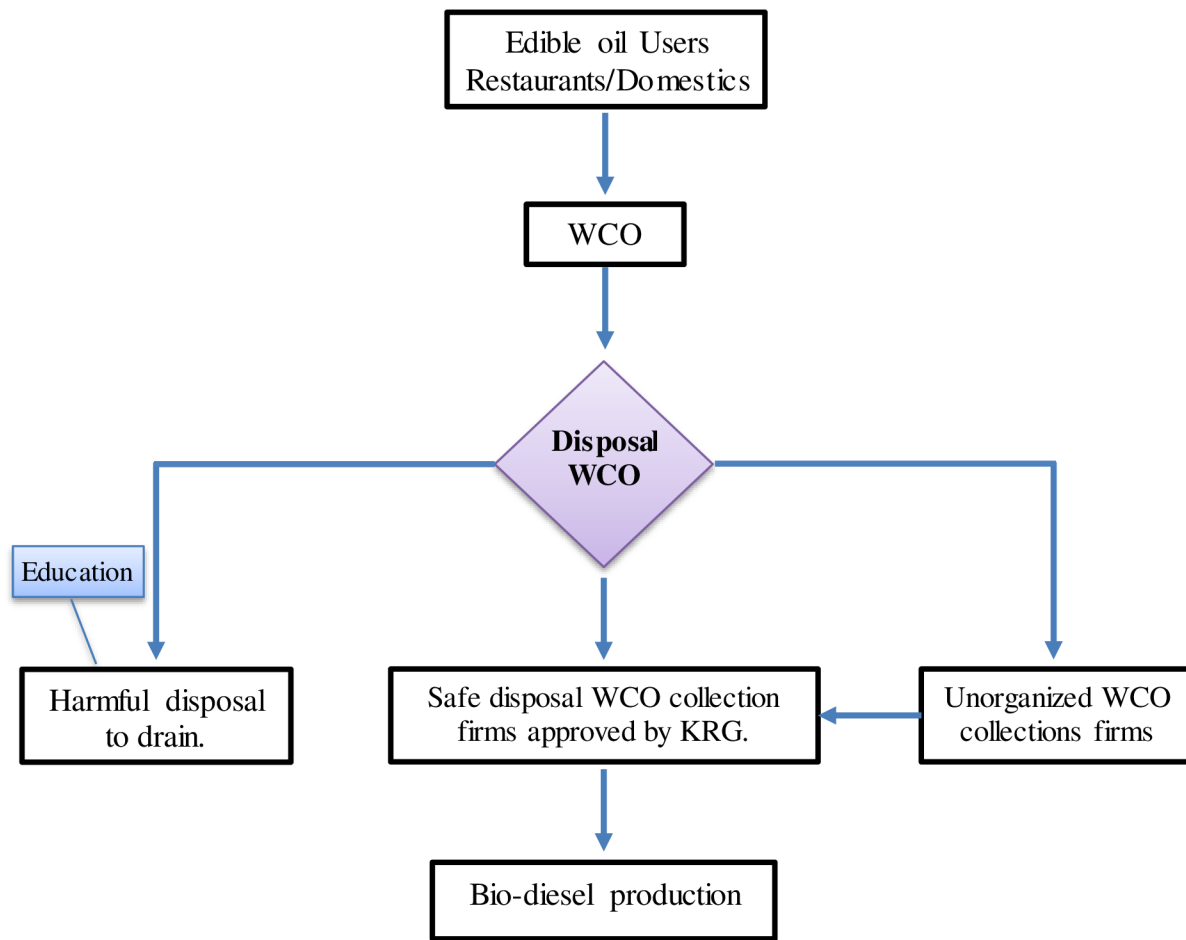 Edible oil Users
Restaurants/Domestics
WCO
Disposal
WCO
Education
Harmful disposal
to drain.
Safe disposal WCO collection
firms approved by KRG.
Unorganized WCO
collections firms
Bio-diesel production